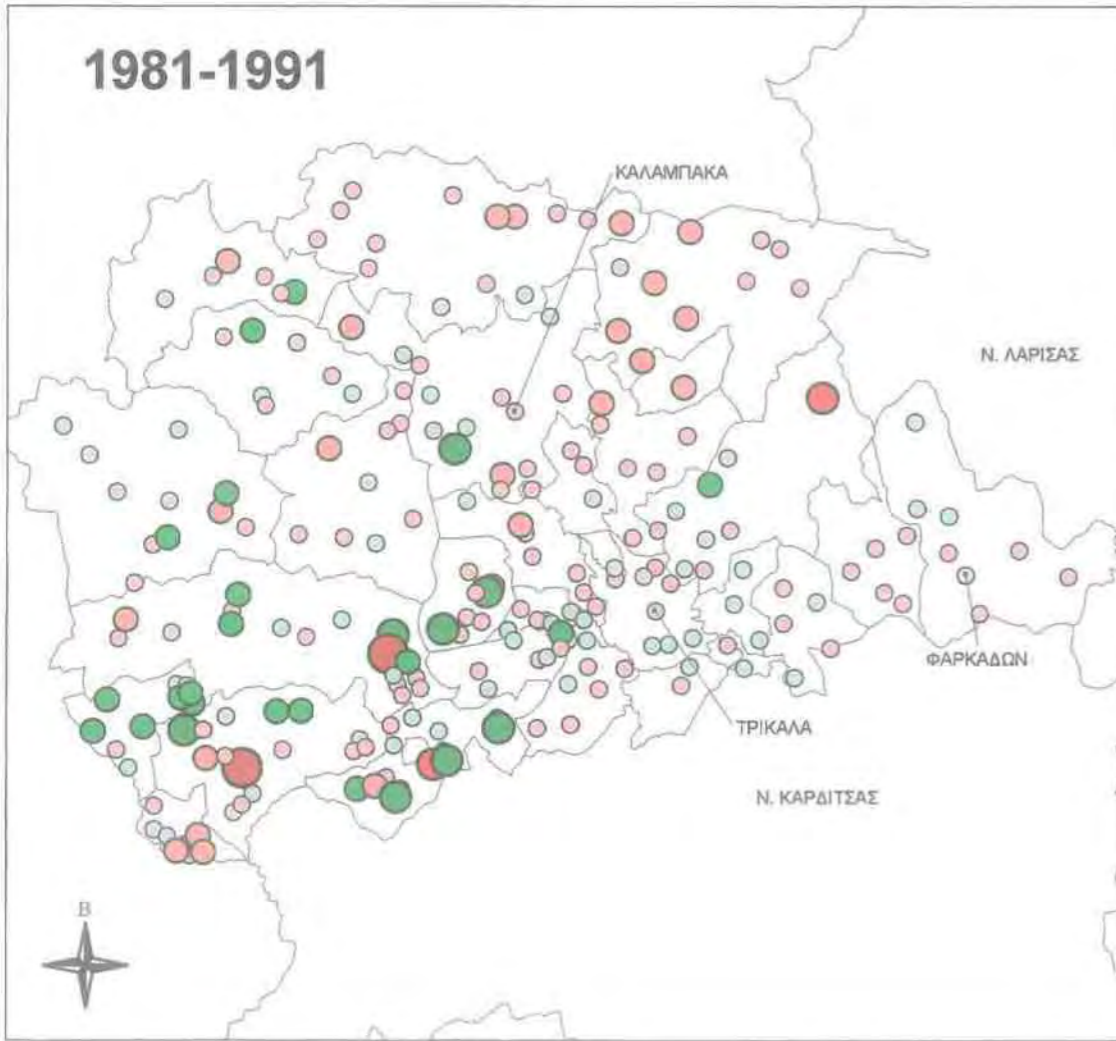 1981-1991
ΚΑΛΑΜΠΑΚΑ
Ν. ΛΑΡΙΣΑΣ
ΦΑΡΚΑΔΩΝ
ΤΡΙΚΑΛΑ
Ν. ΚΑΡΔΙΤΣΑΣ
Β